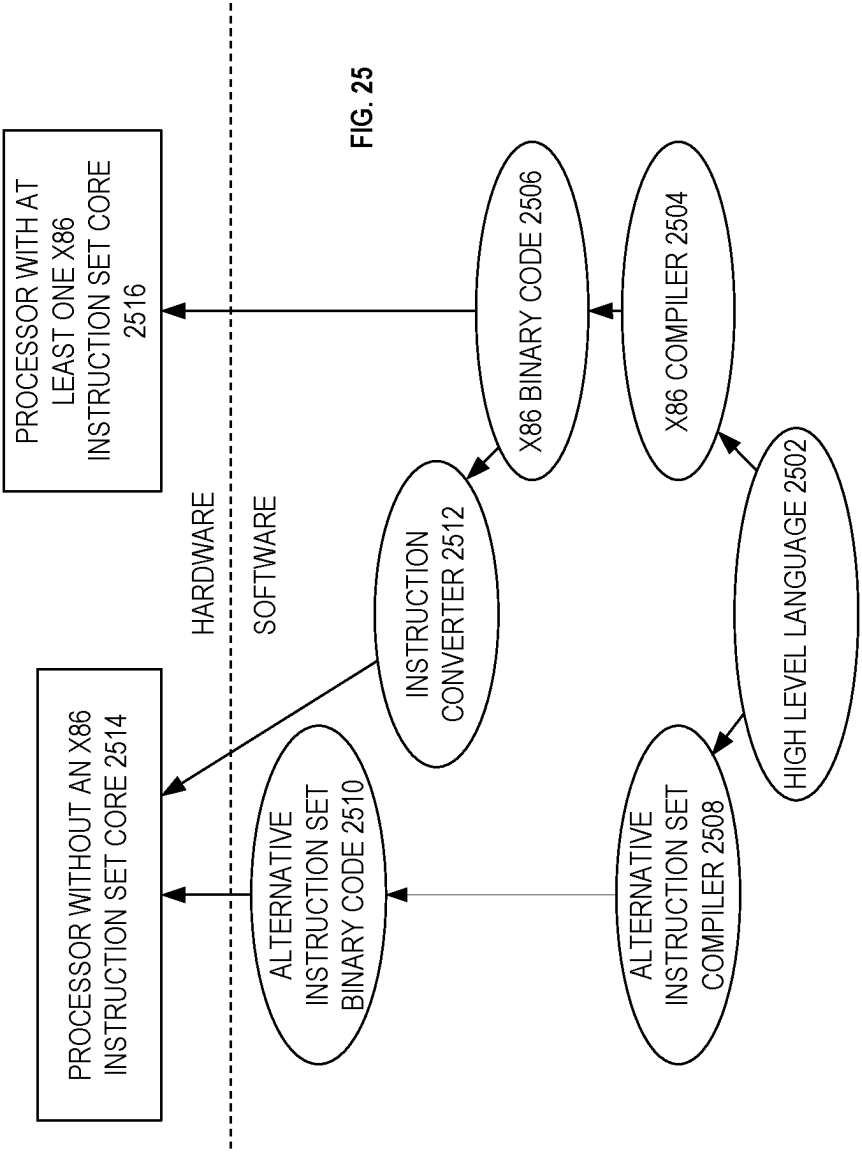 PROCESSOR WITHOUT AN X86
INSTRUCTION SET CORE 2514
PROCESSOR WITH AT
LEAST ONE X86
INSTRUCTION SET CORE
2516
HARDWARE
SOFTWARE
ALTERNATIVE
INSTRUCTION SET
BINARY CODE 2510
INSTRUCTION
CONVERTER 2512
X86 BINARY CODE 2506
FIG. 25
ALTERNATIVE
INSTRUCTION SET
COMPILER 2508
X86 COMPILER 2504
HIGH LEVEL LANGUAGE 2502